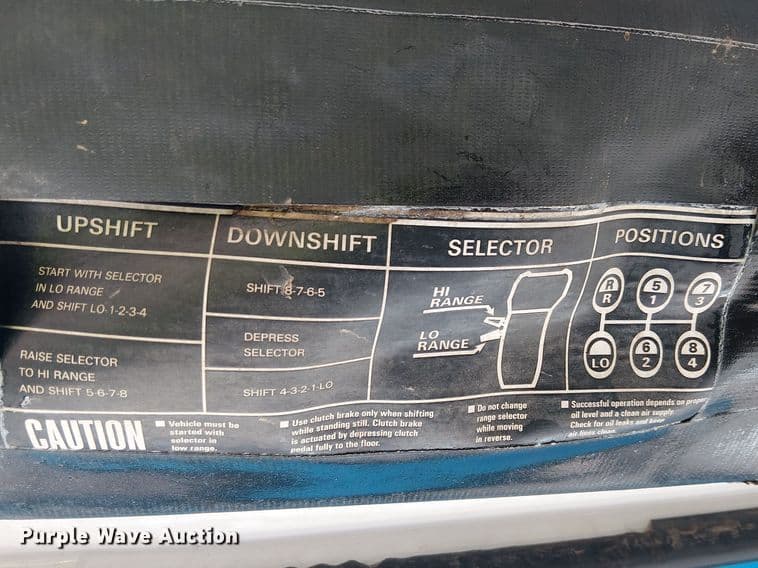 UPSHIFT
START WITH SELECTOR
IN LO RANGE
AND SHIFT LO-1-2-3-4
RAISE SELECTOR
TO HI RANGE
AND SHIFT 5-6-7-8
DOWNSHIFT
SHIFT 8-7-6-5
DEPRESS
SELECTOR
SHIFT 4-3-2-1-LO
SELECTOR
HI
RANGE
LO
RANGE
POSITIONS
R 5 7
R 1 3
6 8
LO 2 4
CAUTION
■ Vehicle must be
started with
selector in
low range.
■ Use clutch brake only when shifting
while standing still. Clutch brake
is actuated by depressing clutch
pedal fully to the floor.
■ Do not change
range selector
while moving
in reverse.
■ Successful operation depends on proper
oil level and a clean air supply.
Check for oil leaks and keep
air lines clean.
Purple Wave Auction